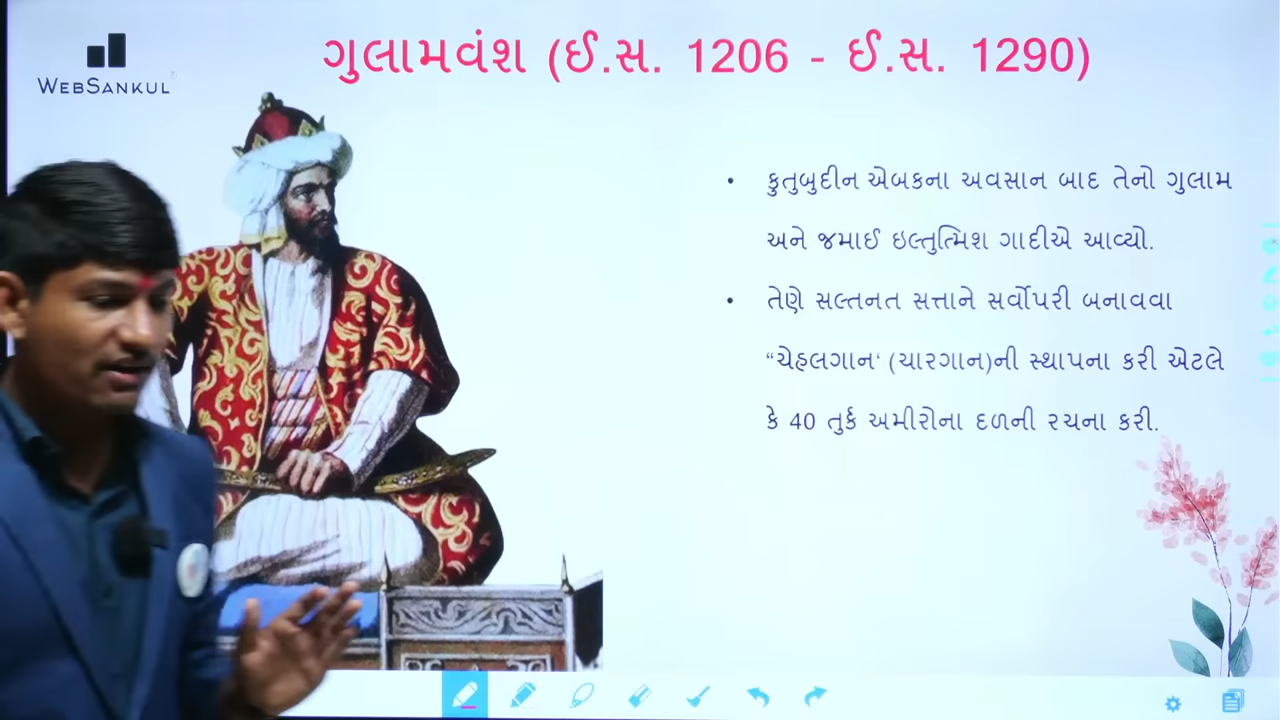 WEBSANKUL
ગુલામવંશ (ઈ.સ. 1206 - ઈ.સ. 1290)
• કુતુબુદીન એબકના અવસાન બાદ તેનો ગુલામ
અને જમાઈ ઇલ્તુત્મિશ ગાદીએ આવ્યો.
• તેણે સલ્તનત સત્તાને સર્વોપરી બનાવવા
“ચેહલગાન‘ (ચારગાન)ની સ્થાપના કરી એટલે
કે 40 તુર્ક અમીરોના દળની રચના કરી.